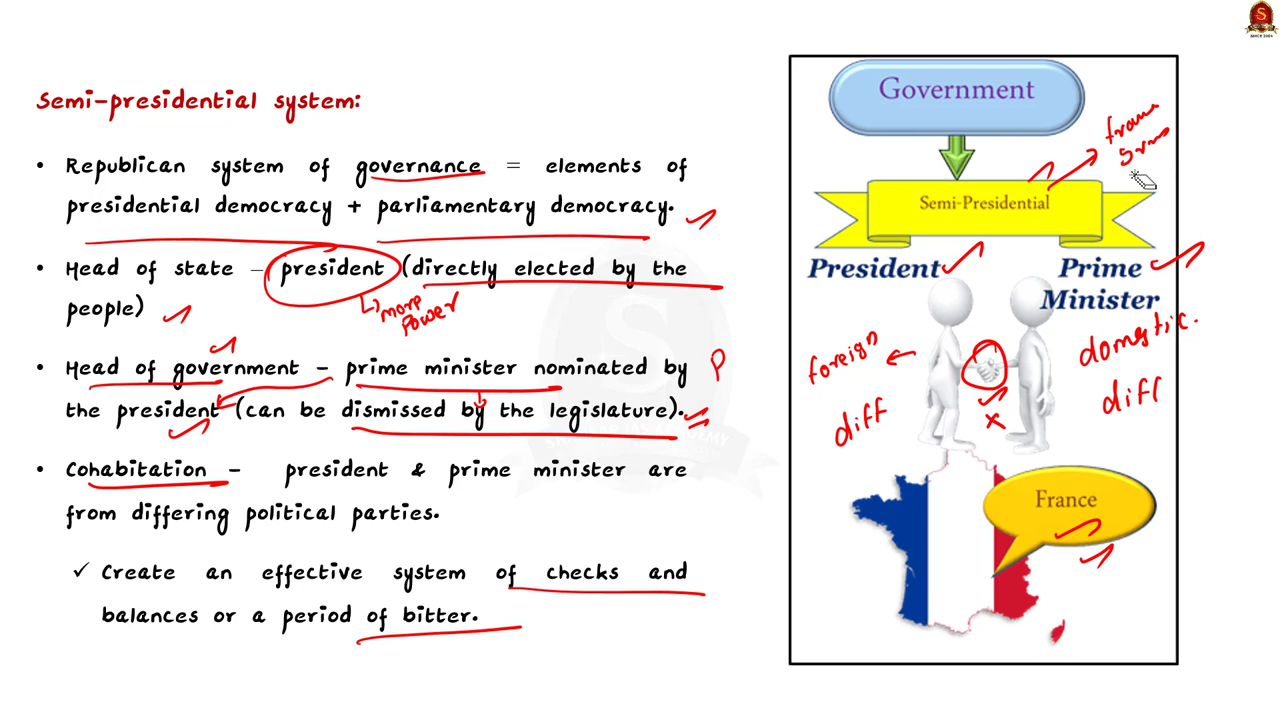 SINCE 2004
Semi-presidential system:
• Republican system of governance = elements of
presidential democracy + parliamentary democracy.
• Head of state – president (directly elected by the
people)
more
power
• Head of government – prime minister nominated by
the president (can be dismissed by the legislature).
P
• Cohabitation – president & prime minister are
from differing political parties.
✓ Create an effective system of checks and
balances or a period of bitter.
Government
Semi-Presidential
President
Prime
Minister
foreign
diff
domestic.
diff
France